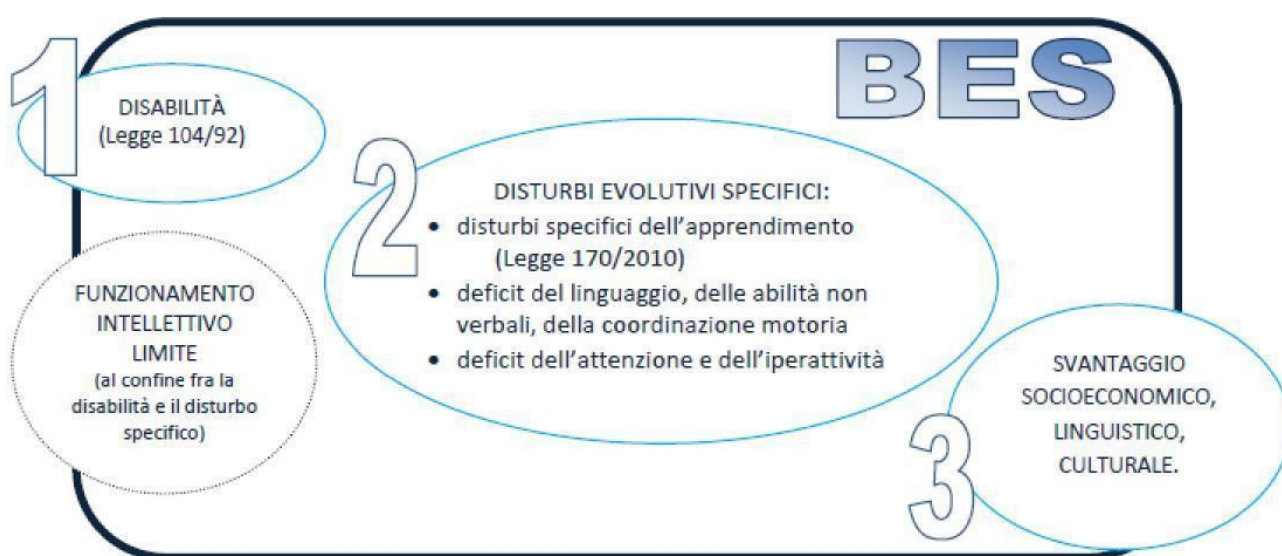 BES
1
DISABILITÀ
(Legge 104/92)
2
DISTURBI EVOLUTIVI SPECIFICI:
• disturbi specifici dell’apprendimento
(Legge 170/2010)
• deficit del linguaggio, delle abilità non
verbali, della coordinazione motoria
• deficit dell’attenzione e dell’iperattività
FUNZIONAMENTO
INTELLETTIVO
LIMITE
(al confine fra la
disabilità e il disturbo
specifico)
3
SVANTAGGIO
SOCIOECONOMICO,
LINGUISTICO,
CULTURALE.